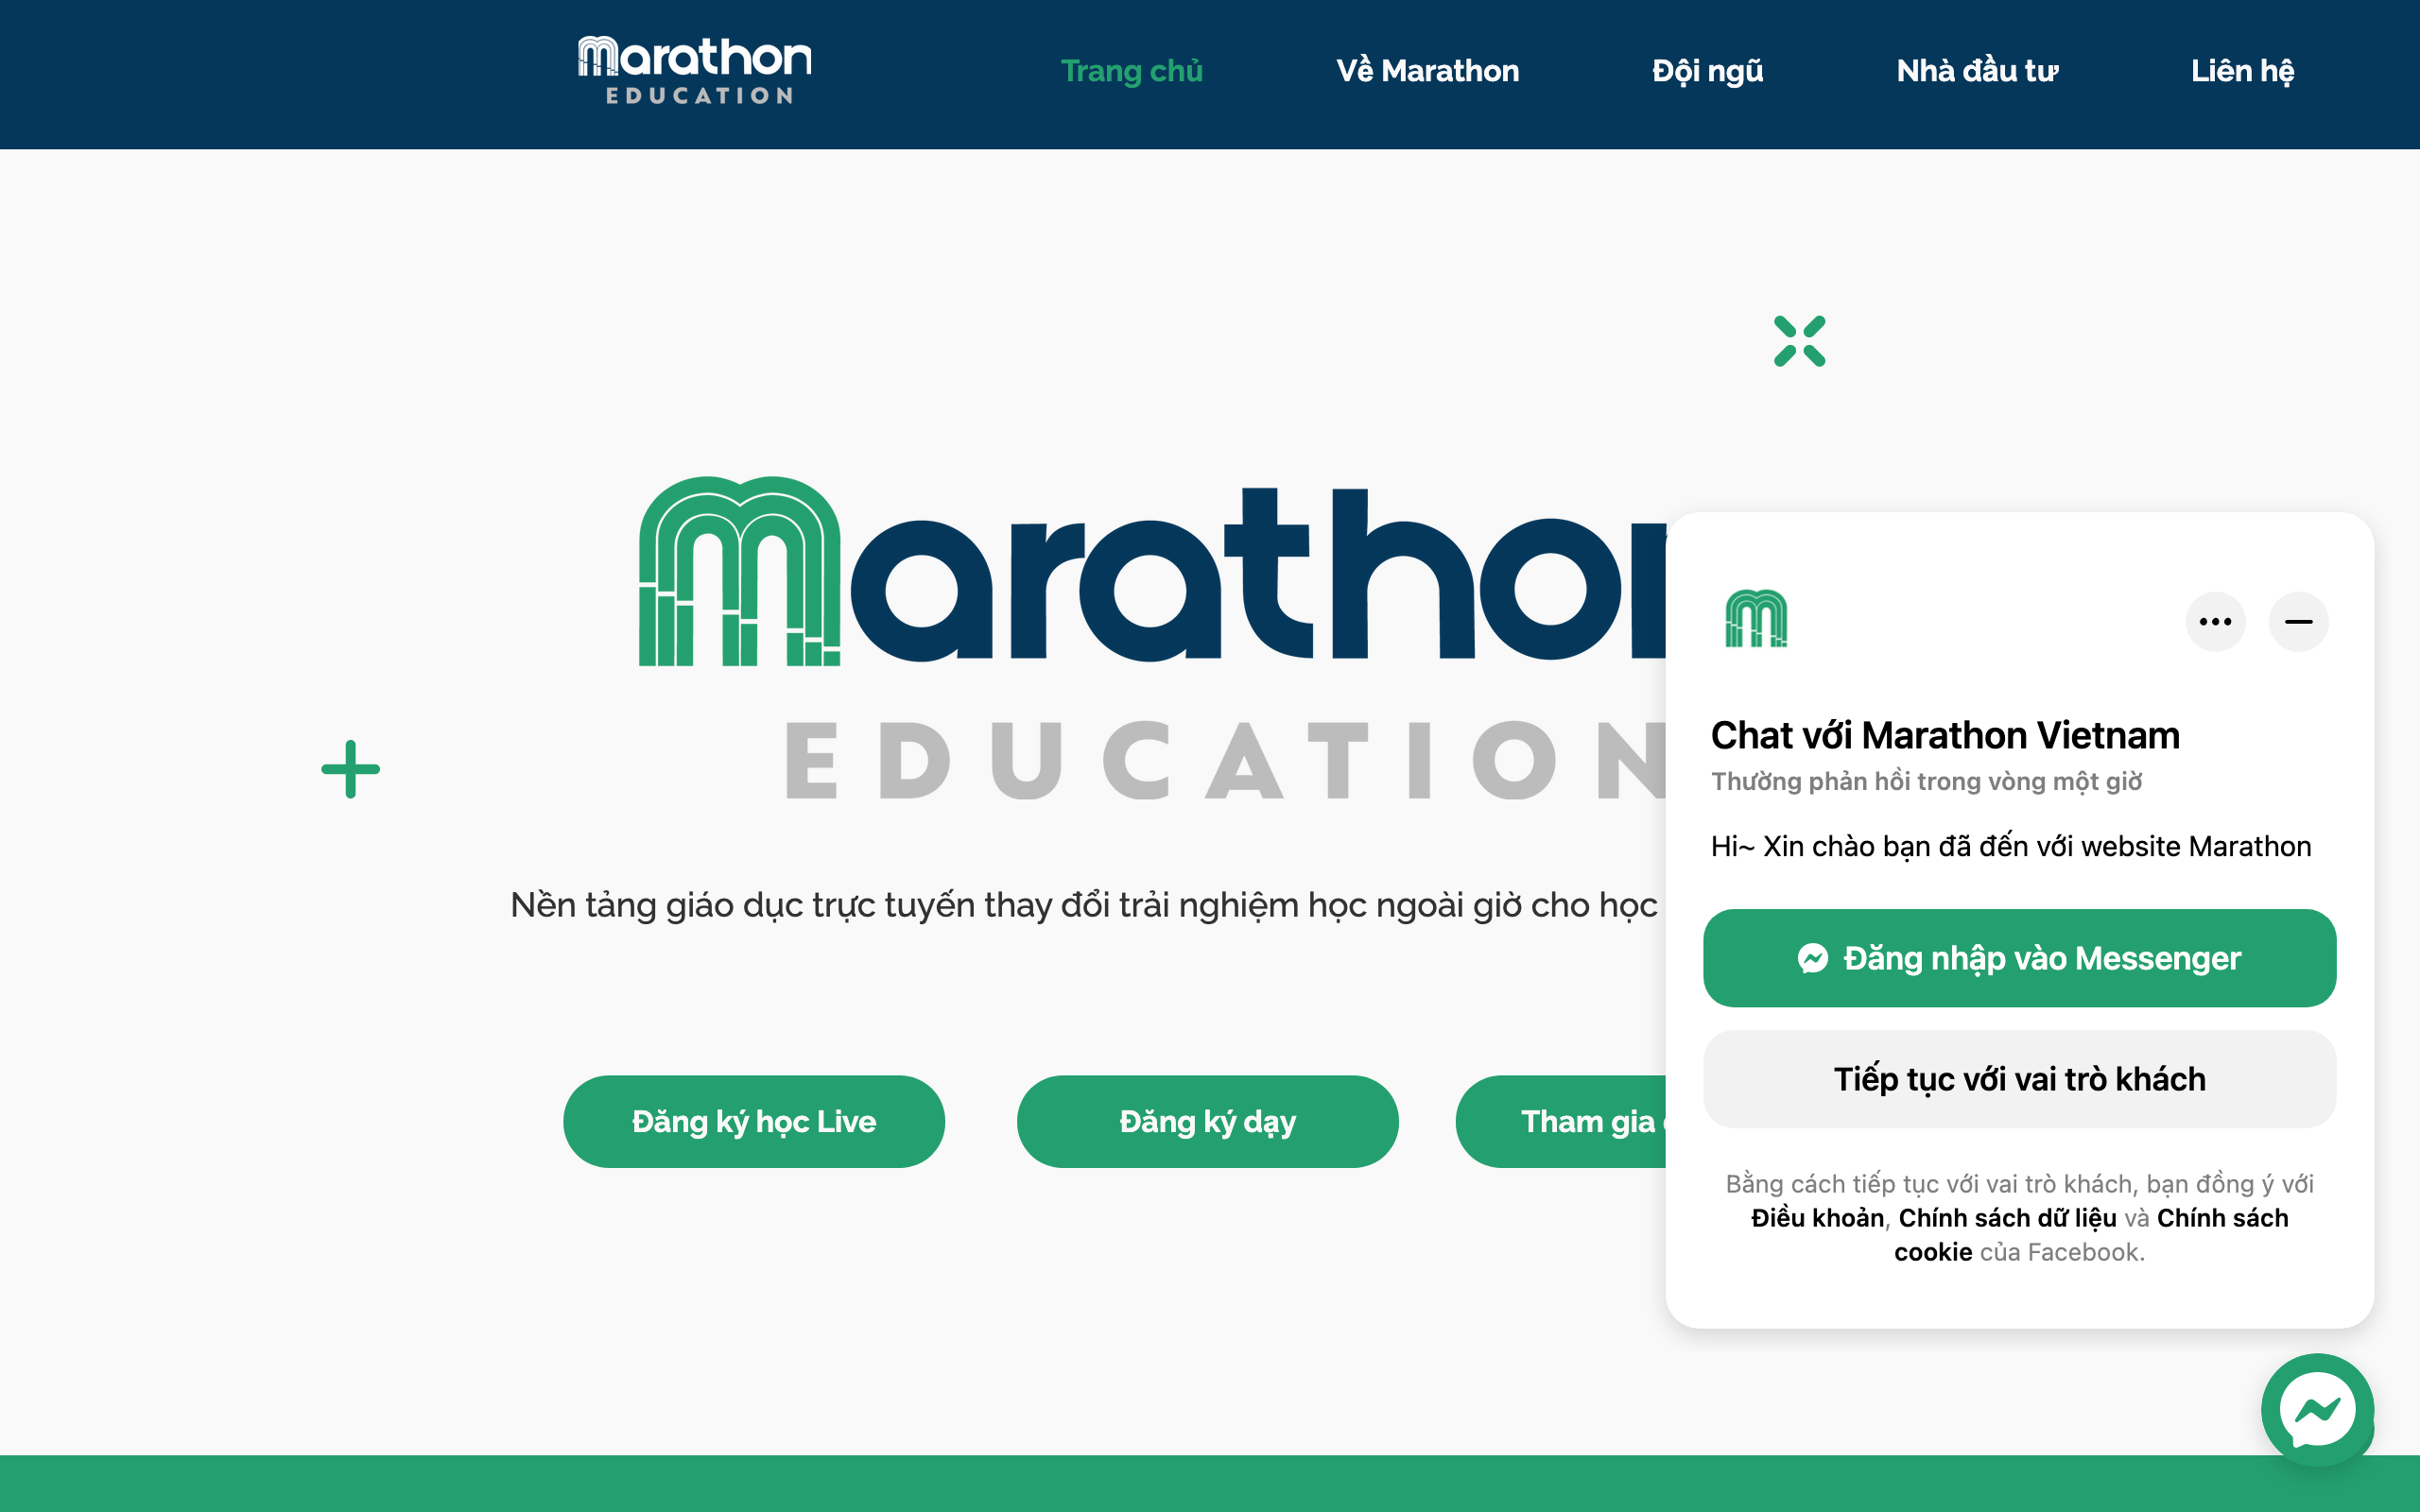 Marathon
EDUCATION
Trang chủ
Về Marathon
Đội ngũ
Nhà đầu tư
Liên hệ
Marathon
EDUCATION
Nền tảng giáo dục trực tuyến thay đổi trải nghiệm học ngoài giờ cho học
Đăng ký học Live
Đăng ký dạy
Tham gia
Chat với Marathon Vietnam
Thường phản hồi trong vòng một giờ
Hi~ Xin chào bạn đã đến với website Marathon
Đăng nhập vào Messenger
Tiếp tục với vai trò khách
Bằng cách tiếp tục với vai trò khách, bạn đồng ý với
Điều khoản, Chính sách dữ liệu và Chính sách
cookie của Facebook.